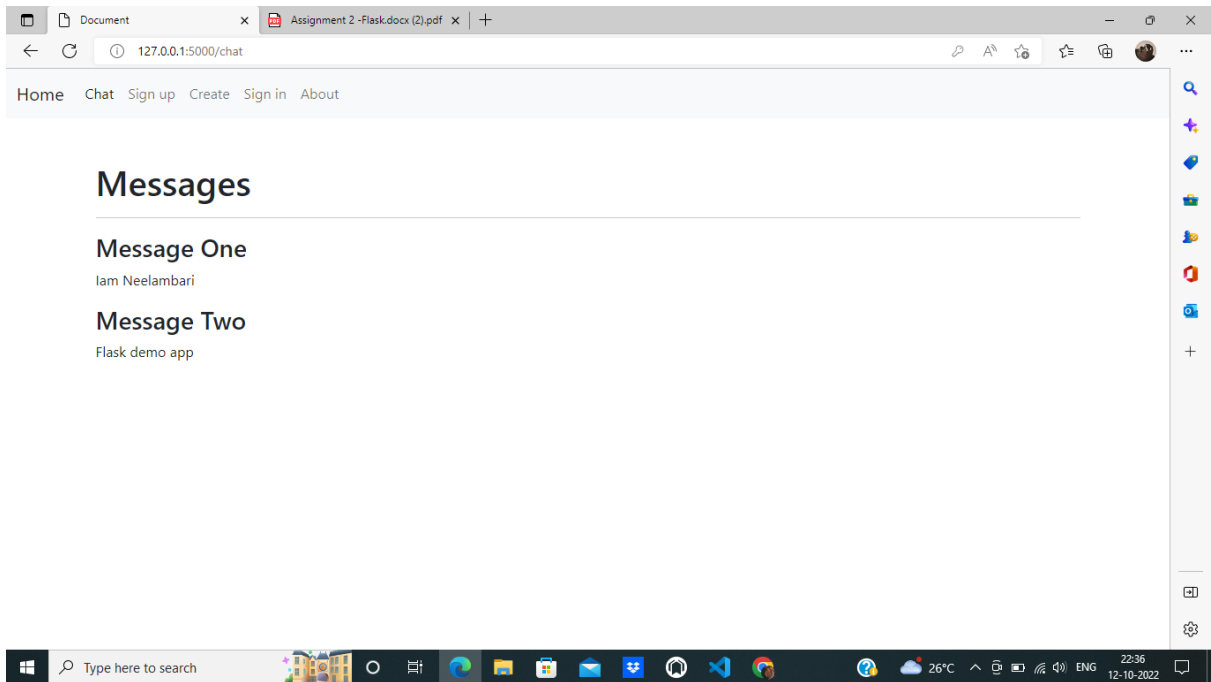 Document
Assignment 2 -Flask.docx (2).pdf
127.0.0.1:5000/chat
Home Chat Sign up Create Sign in About
Messages
Message One
Iam Neelambari
Message Two
Flask demo app
Type here to search
26°C
ENG
22:36
12-10-2022